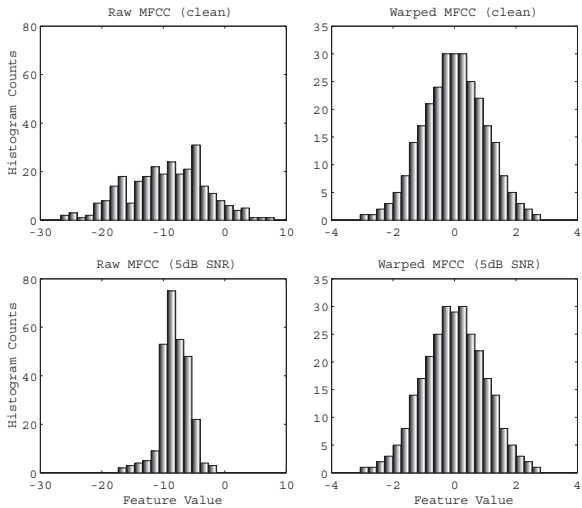 Raw MFCC (clean)
Histogram Counts
80
60
40
20
0
-30 -20 -10 0 10
Warped MFCC (clean)
35
30
25
20
15
10
5
0
-4 -2 0 2 4
Raw MFCC (5dB SNR)
Histogram Counts
80
60
40
20
0
-30 -20 -10 0 10
Feature Value
Warped MFCC (5dB SNR)
35
30
25
20
15
10
5
0
-4 -2 0 2 4
Feature Value